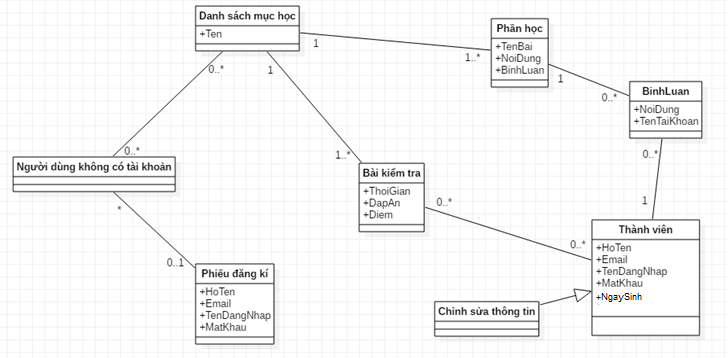 Danh sách mục học
+Ten
Phần học
+TenBai
+NoiDung
+BinhLuan
1
1
1..*
0..*
1
1
0..*
BinhLuan
+NoiDung
+TenTaiKhoan
0..*
1..*
0..*
Người dùng không có tài khoản
Bài kiểm tra
+ThoiGian
+DapAn
+Diem
*
0..*
1
0..*
Thành viên
+HoTen
+Email
+TenDangNhap
+MatKhau
+NgaySinh
0..1
Phiếu đăng kí
+HoTen
+Email
+TenDangNhap
+MatKhau
Chỉnh sửa thông tin